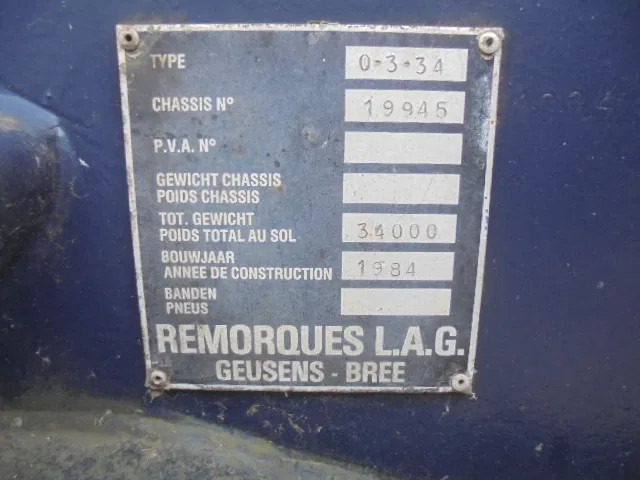 TYPE 0-3-34
CHASSIS N° 19945
P.V.A. N°
GEWICHT CHASSIS
POIDS CHASSIS
TOT. GEWICHT
POIDS TOTAL AU SOL 34000
BOUWJAAR
ANNEE DE CONSTRUCTION 1984
BANDEN
PNEUS
REMORQUES L.A.G.
GEUSENS - BREE